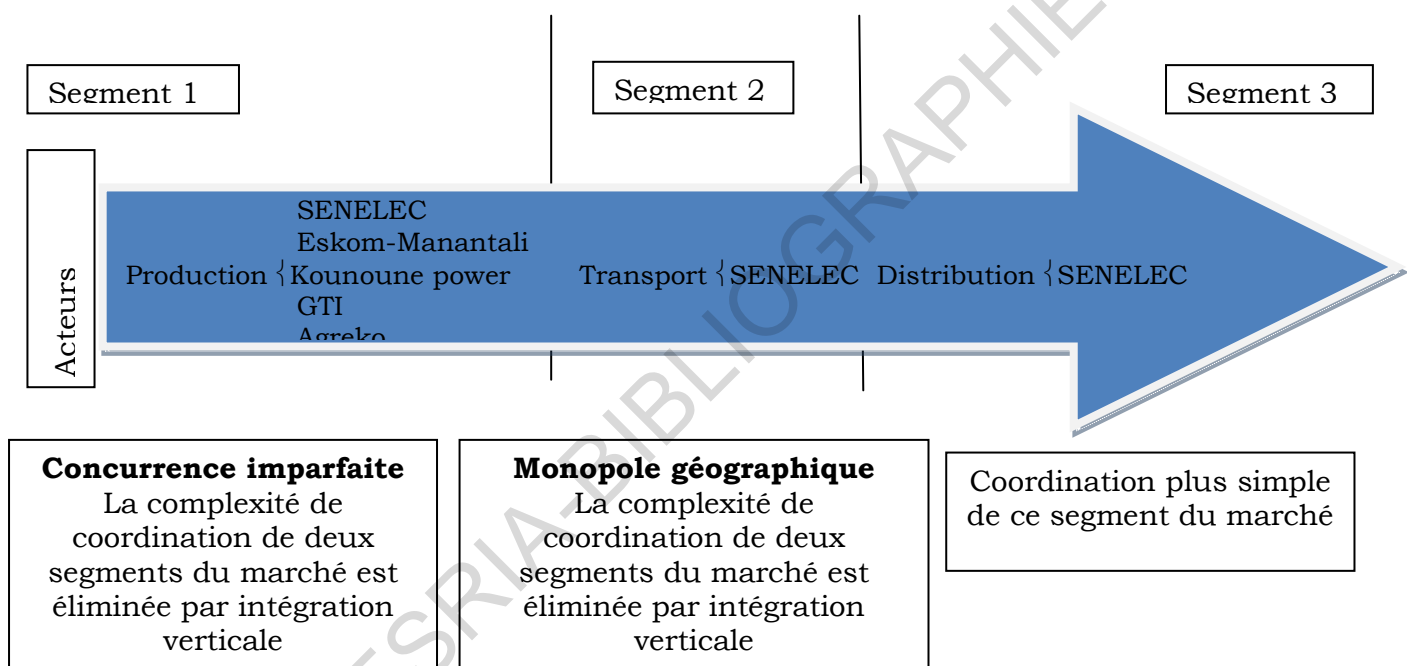 Segment 1
Segment 2
Segment 3
Acteurs
SENELEC
Eskom-Manantali
Production {Kounoune power
GTI
Agreko
Transport {SENELEC
Distribution {SENELEC
Concurrence imparfaite
La complexité de
coordination de deux
segments du marché est
éliminée par intégration
verticale
Monopole géographique
La complexité de
coordination de deux
segments du marché est
éliminée par intégration
verticale
Coordination plus simple
de ce segment du marché
ESRIA-BIBLIOGRAPHIE